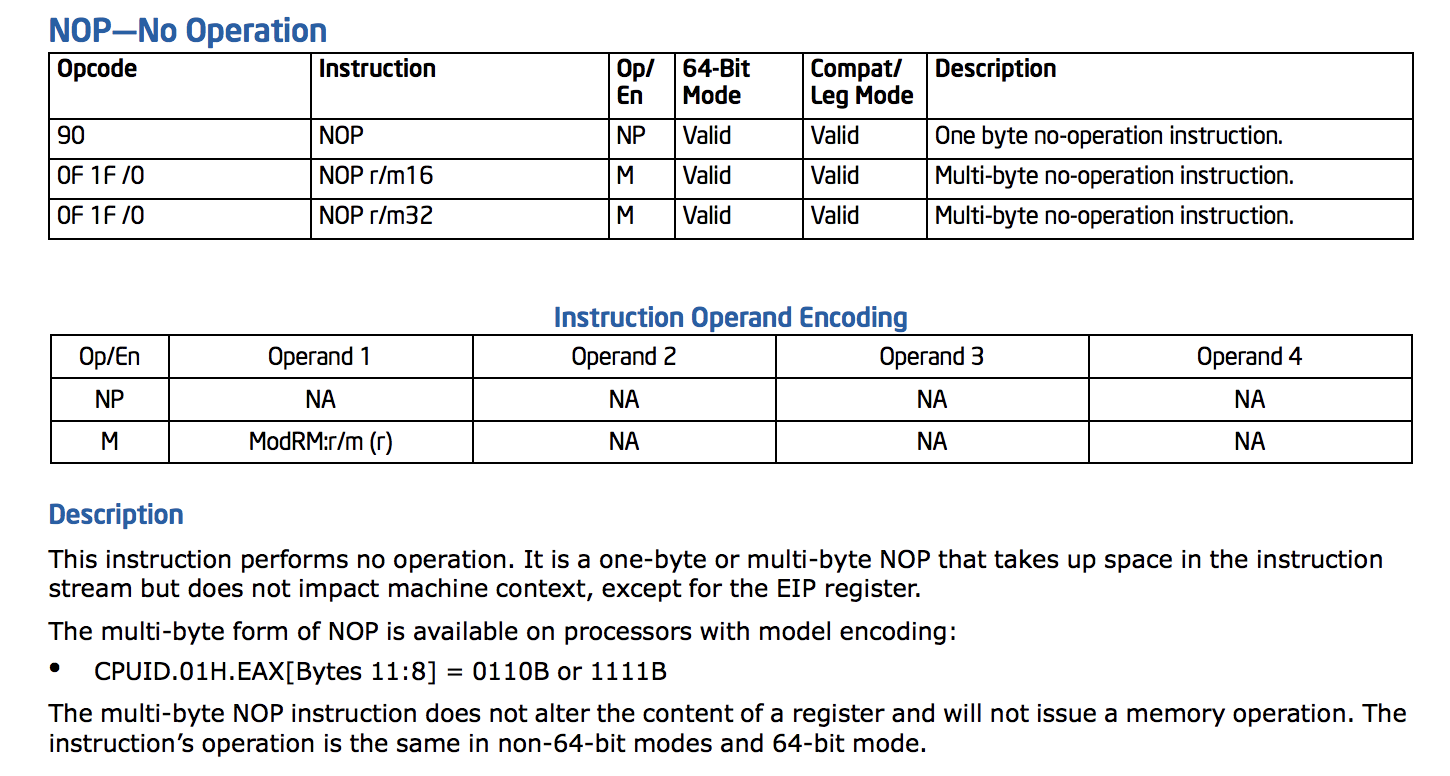 NOP—No Operation
Opcode Instruction Op/ En 64-Bit Mode Compat/ Leg Mode Description
90 NOP NP Valid Valid One byte no-operation instruction.
0F 1F /0 NOP r/m16 M Valid Valid Multi-byte no-operation instruction.
0F 1F /0 NOP r/m32 M Valid Valid Multi-byte no-operation instruction.
Instruction Operand Encoding
Op/En Operand 1 Operand 2 Operand 3 Operand 4
NP NA NA NA NA
M ModRM:r/m (r) NA NA NA
Description
This instruction performs no operation. It is a one-byte or multi-byte NOP that takes up space in the instruction
stream but does not impact machine context, except for the EIP register.
The multi-byte form of NOP is available on processors with model encoding:
• CPUID.01H.EAX[Bytes 11:8] = 0110B or 1111B
The multi-byte NOP instruction does not alter the content of a register and will not issue a memory operation. The
instruction’s operation is the same in non-64-bit modes and 64-bit mode.